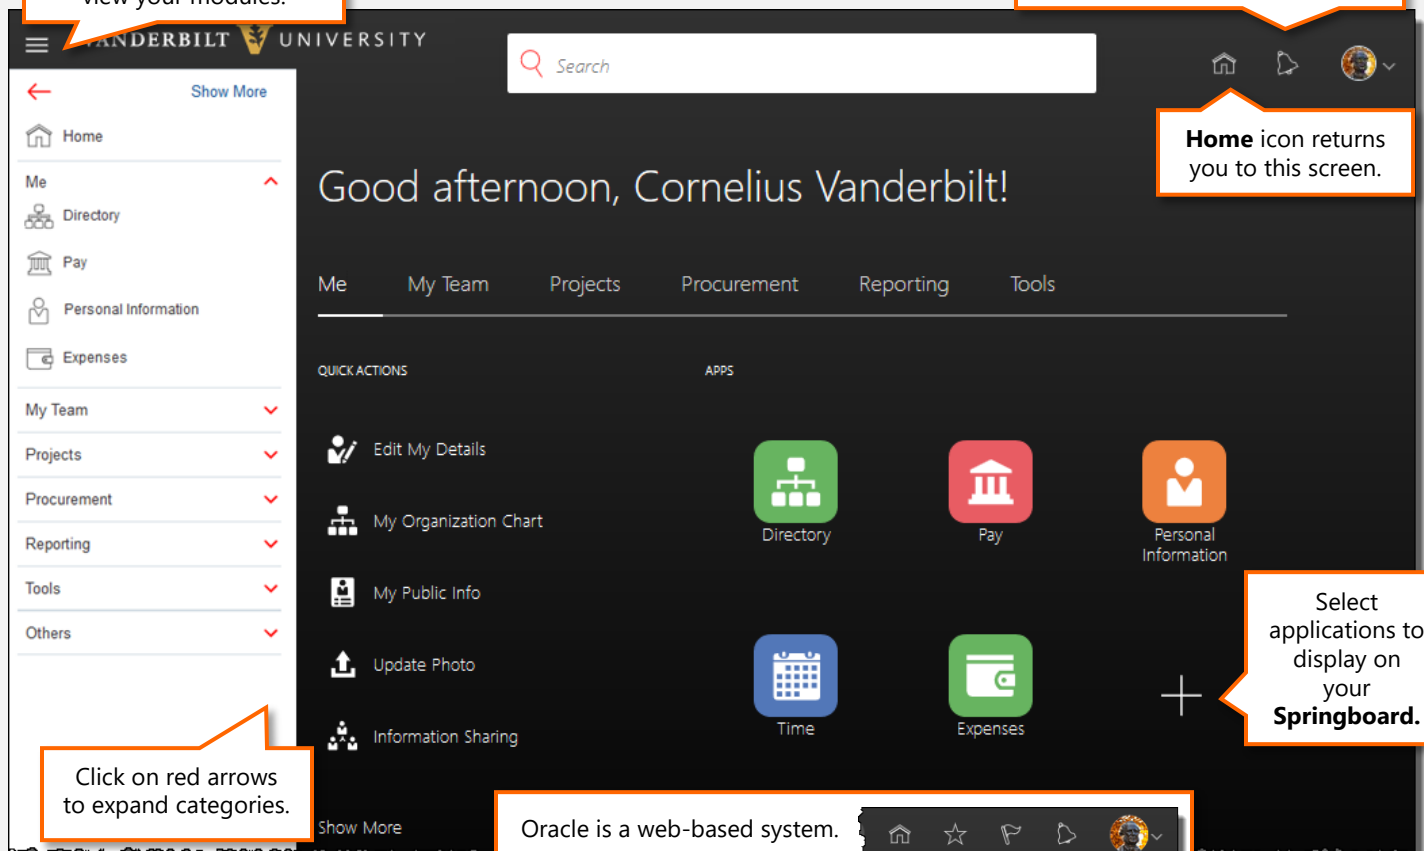 view your modules.
VANDERBILT UNIVERSITY
Search
Home icon returns
you to this screen.
Show More
Home
Me
Directory
Pay
Personal Information
Expenses
My Team
Projects
Procurement
Reporting
Tools
Others
Click on red arrows
to expand categories.
Good afternoon, Cornelius Vanderbilt!
Me My Team Projects Procurement Reporting Tools
QUICK ACTIONS
Edit My Details
My Organization Chart
My Public Info
Update Photo
Information Sharing
Show More
APPS
Directory
Pay
Personal
Information
Time
Expenses
Select
applications to
display on
your
Springboard.
Oracle is a web-based system.